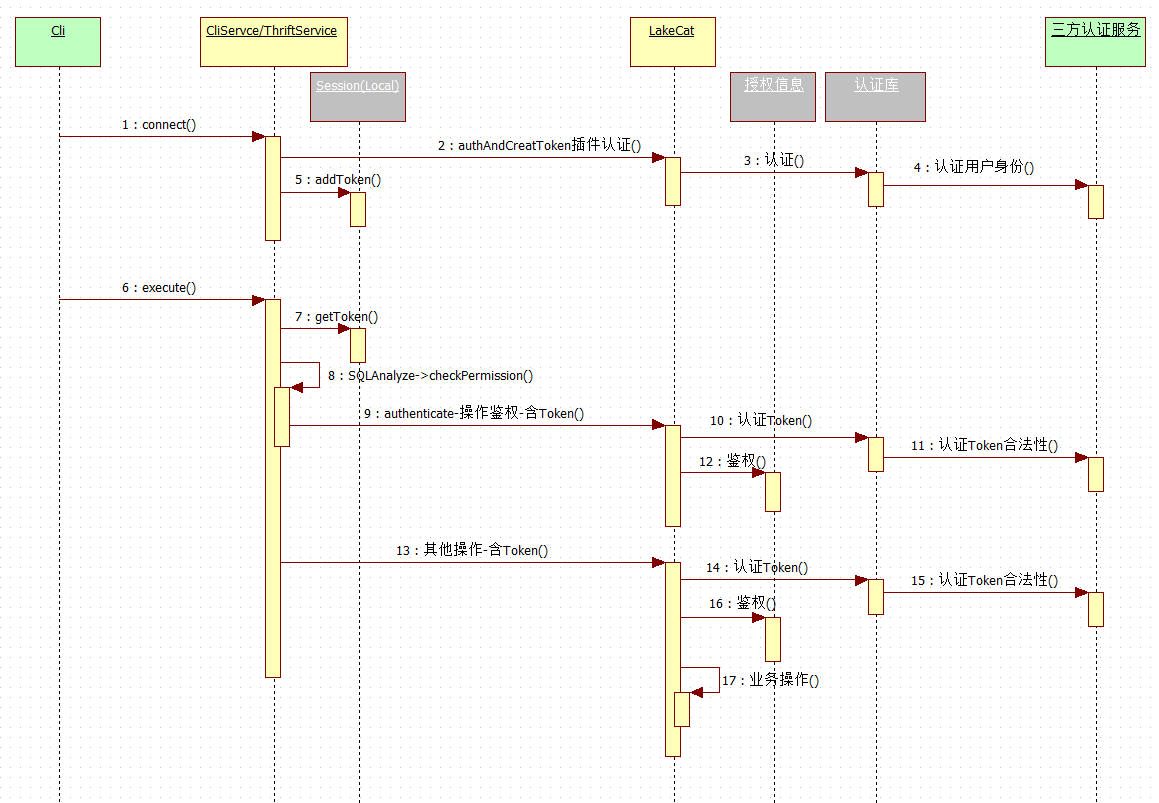 Cli
CliServce/ThriftService
LakeCat
三方认证服务
Session(Local)
授权信息
认证库
1 : connect()
2 : authAndCreatToken插件认证()
3 : 认证()
4 : 认证用户身份()
5 : addToken()
6 : execute()
7 : getToken()
8 : SQLAnalyze->checkPermission()
9 : authenticate-操作鉴权-含Token()
10 : 认证Token()
11 : 认证Token合法性()
12 : 鉴权()
13 : 其他操作-含Token()
14 : 认证Token()
15 : 认证Token合法性()
16 : 鉴权()
17 : 业务操作()